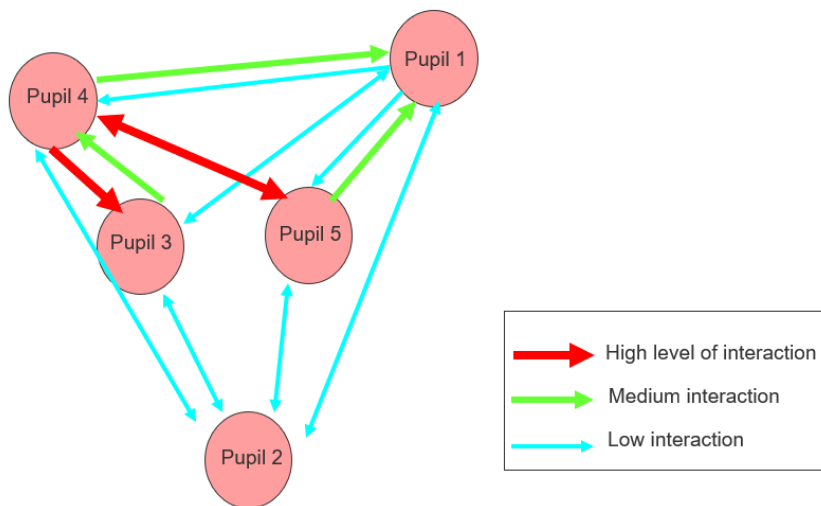 Pupil 1
Pupil 4
Pupil 5
Pupil 3
Pupil 2
High level of interaction
Medium interaction
Low interaction